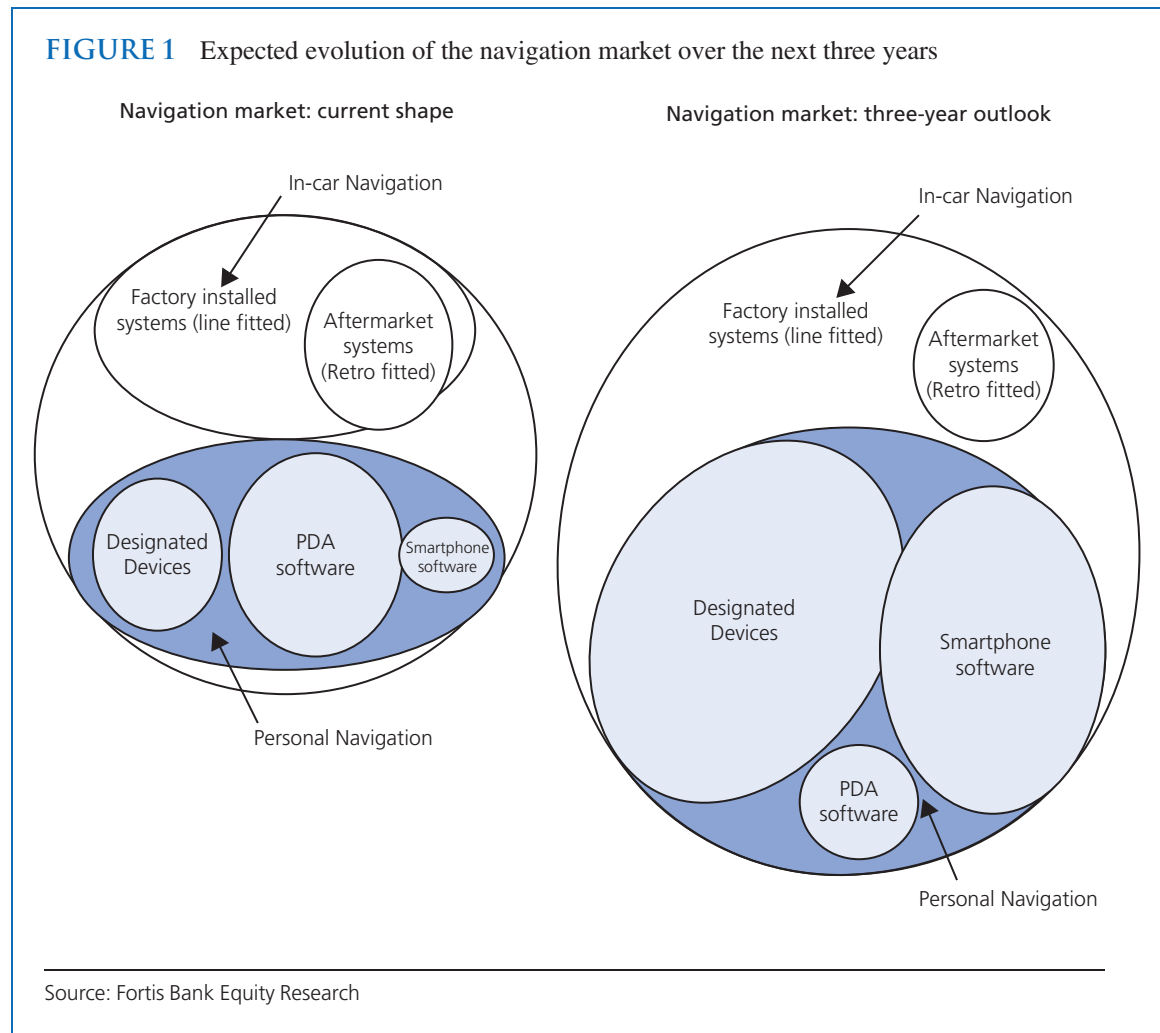 FIGURE 1 Expected evolution of the navigation market over the next three years
Navigation market: current shape
In-car Navigation
Factory installed
systems (line fitted)
Aftermarket
systems
(Retro fitted)
Designated
Devices
PDA
software
Smartphone
software
Personal Navigation
Navigation market: three-year outlook
In-car Navigation
Factory installed
systems (line fitted)
Aftermarket
systems
(Retro fitted)
Designated
Devices
Smartphone
software
PDA
software
Personal Navigation
Source: Fortis Bank Equity Research